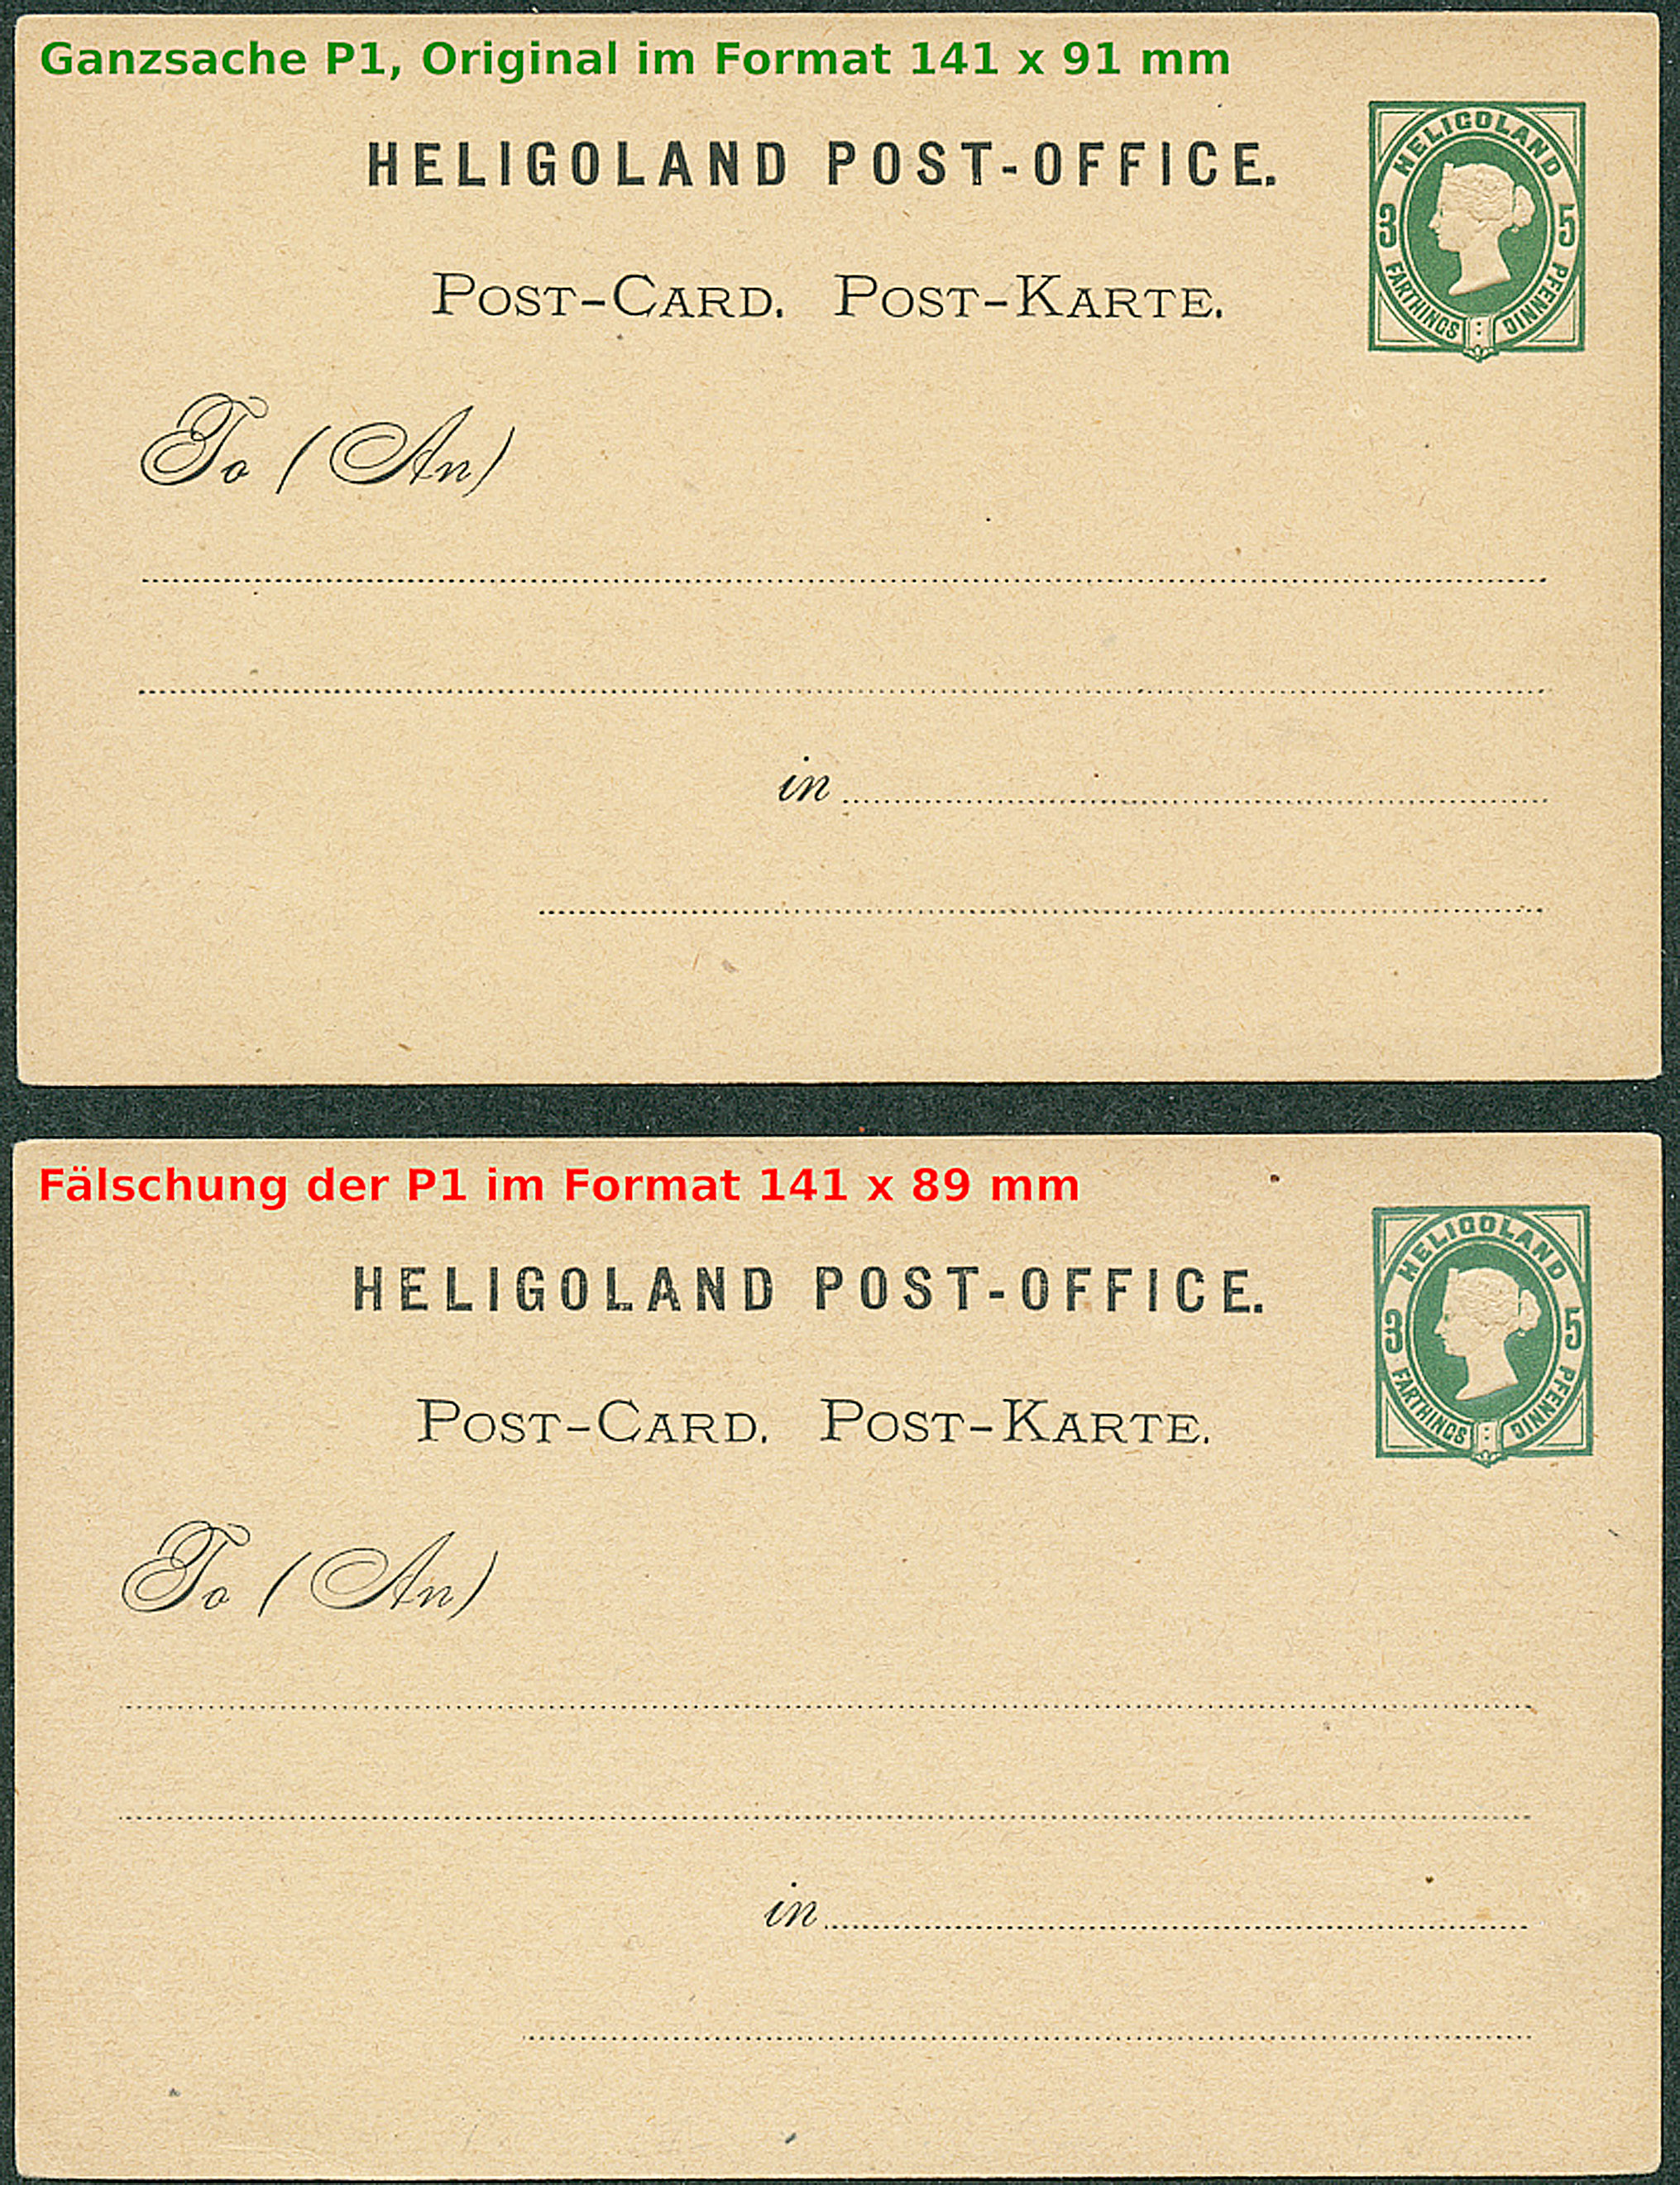 Ganzsache P1, Original im Format 141 x 91 mm
HELIGOLAND POST-OFFICE.
POST-CARD. POST-KARTE.
HELIGOLAND
3 5
FARTHINGS PFENNIG
To (An)
in
Fälschung der P1 im Format 141 x 89 mm
HELIGOLAND POST-OFFICE.
POST-CARD. POST-KARTE.
HELIGOLAND
3 5
FARTHINGS PFENNIG
To (An)
in